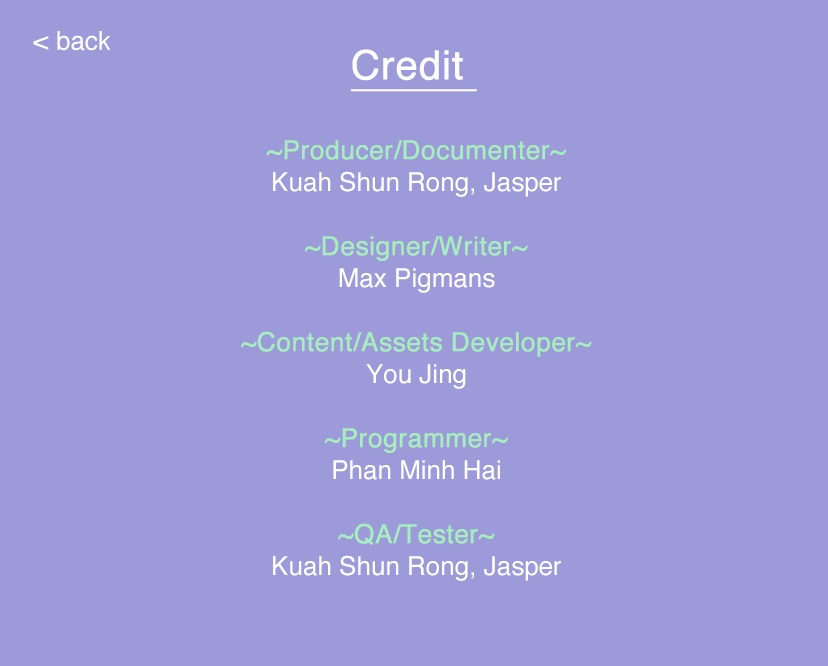 < back
Credit
~Producer/Documenter~
Kuah Shun Rong, Jasper
~Designer/Writer~
Max Pigmans
~Content/Assets Developer~
You Jing
~Programmer~
Phan Minh Hai
~QA/Tester~
Kuah Shun Rong, Jasper